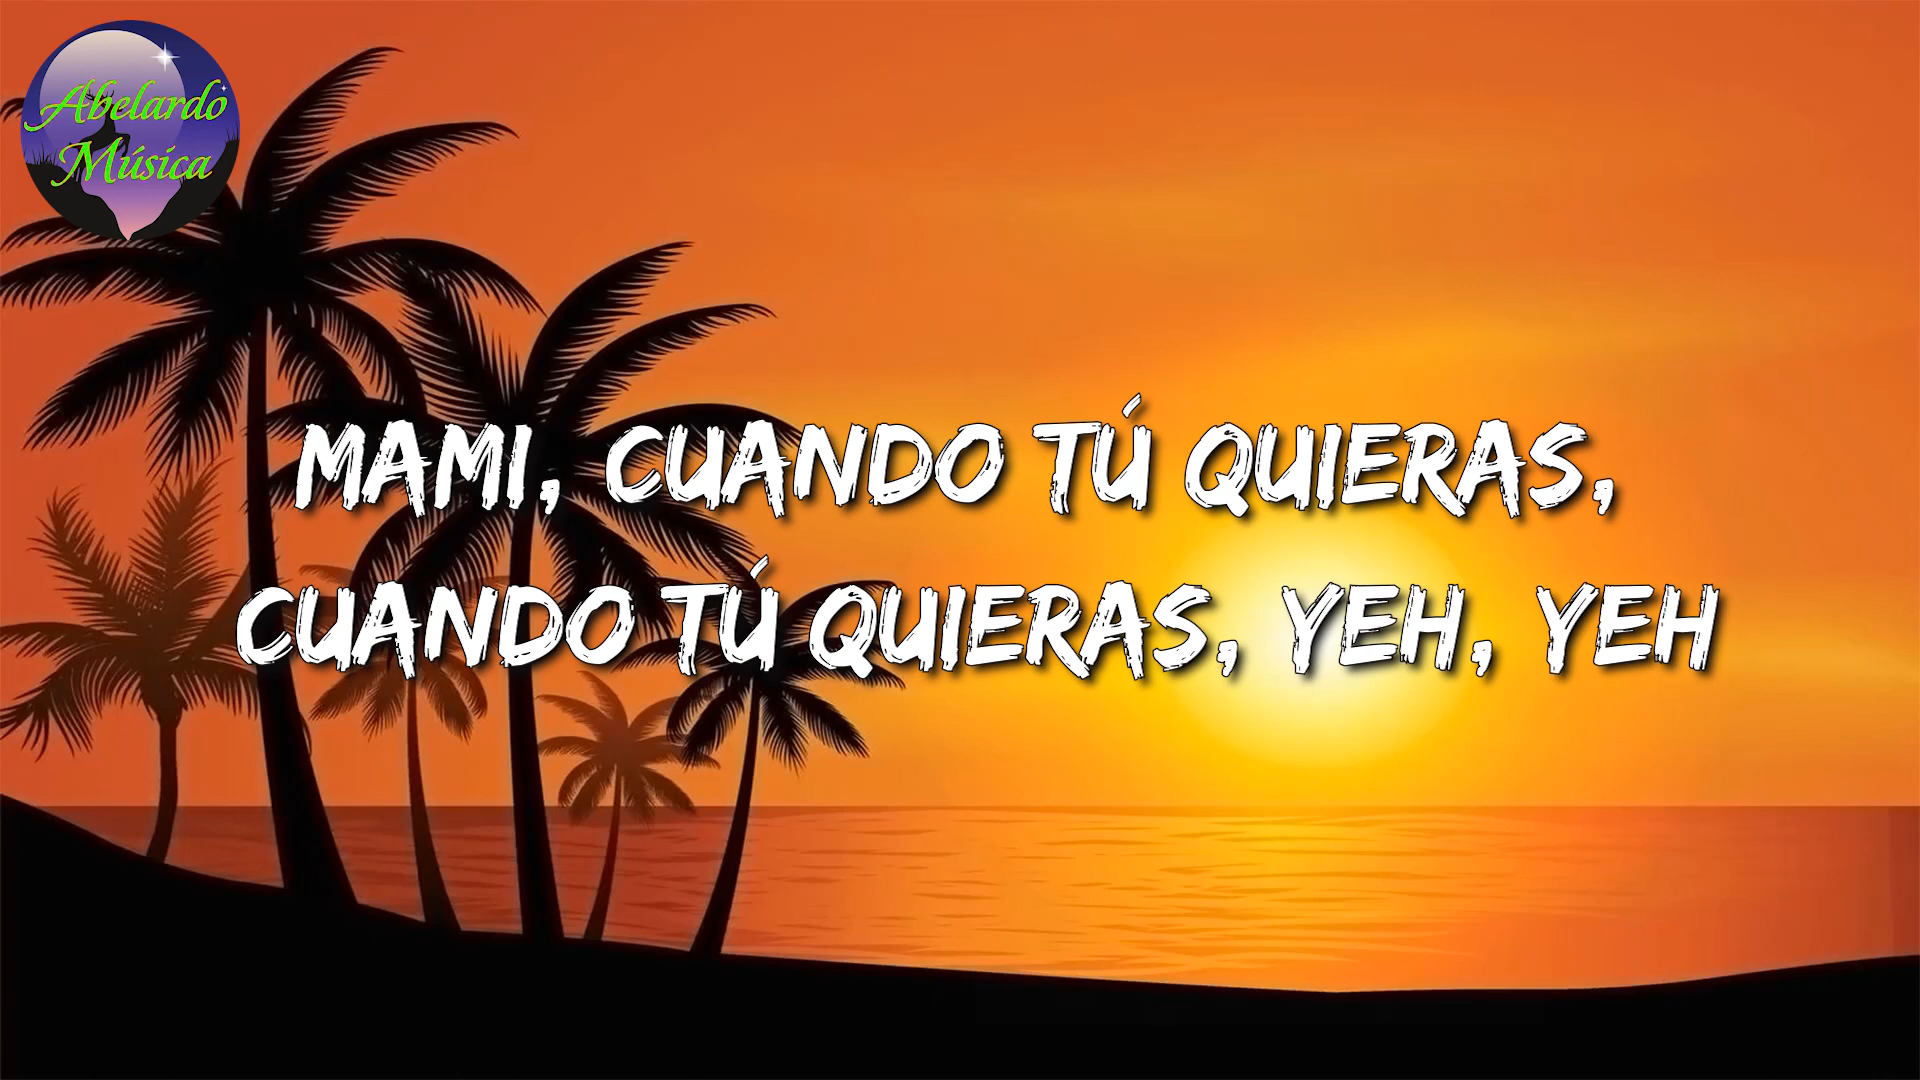 Abelardo
Música
MAMI, CUANDO TÚ QUIERAS,
CUANDO TÚ QUIERAS, YEH, YEH